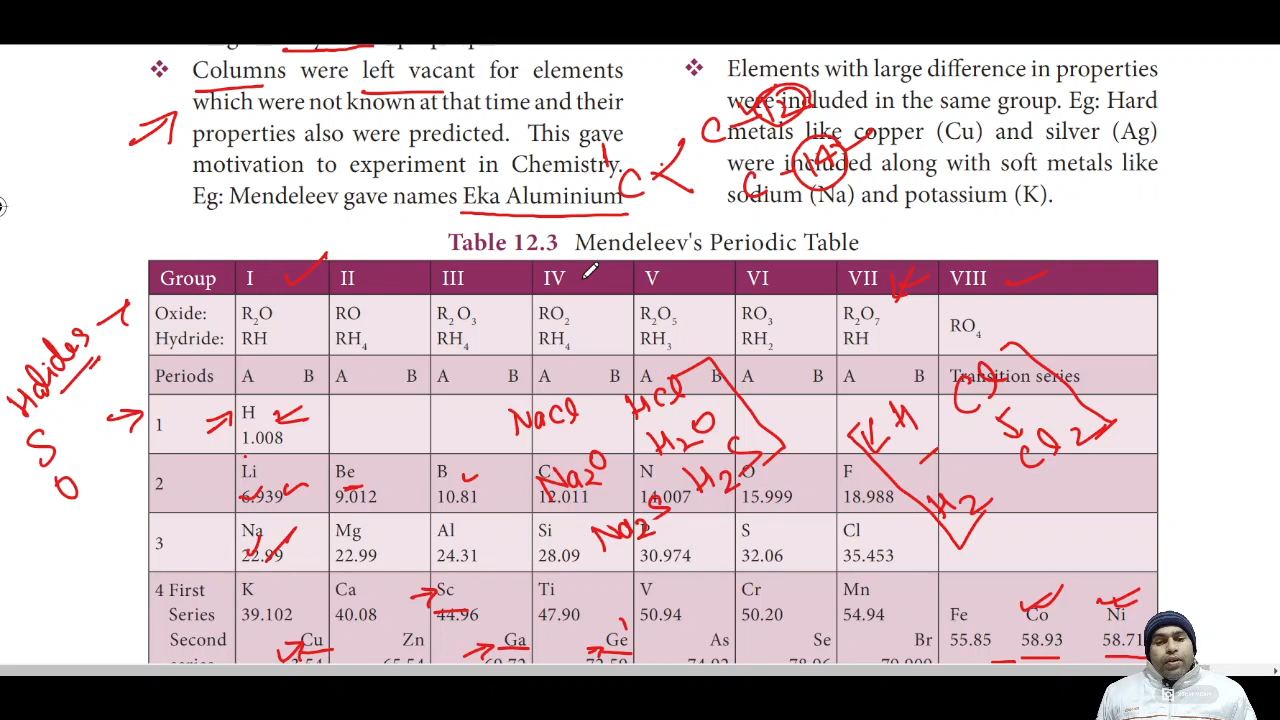 ❖ Columns were left vacant for elements
which were not known at that time and their
properties also were predicted. This gave
motivation to experiment in Chemistry.
Eg: Mendeleev gave names Eka Aluminium
❖ Elements with large difference in properties
were included in the same group. Eg: Hard
metals like copper (Cu) and silver (Ag)
were included along with soft metals like
sodium (Na) and potassium (K).
C
C 12
C 14
Table 12.3 Mendeleev's Periodic Table
Group I II III IV V VI VII VIII
Oxide: R2O RO R2O3 RO2 R2O5 RO3 R2O7 RO4
Hydride: RH RH4 RH4 RH4 RH3 RH2 RH
Periods A B A B A B A B A B A B A B Transition series
1 H
1.008
2 Li Be B C N O F
6.939 9.012 10.81 12.011 14.007 15.999 18.988
3 Na Mg Al Si P S Cl
22.99 22.99 24.31 28.09 30.974 32.06 35.453
4 First K Ca Sc Ti V Cr Mn
Series 39.102 40.08 44.96 47.90 50.94 50.20 54.94 Fe Co Ni
Second Cu Zn Ga Ge As Se Br 55.85 58.93 58.71
Halides
S
O
NaCl
Na2O
Na2S
HCl
H2O
H2S
H
H2
Cl
Cl2